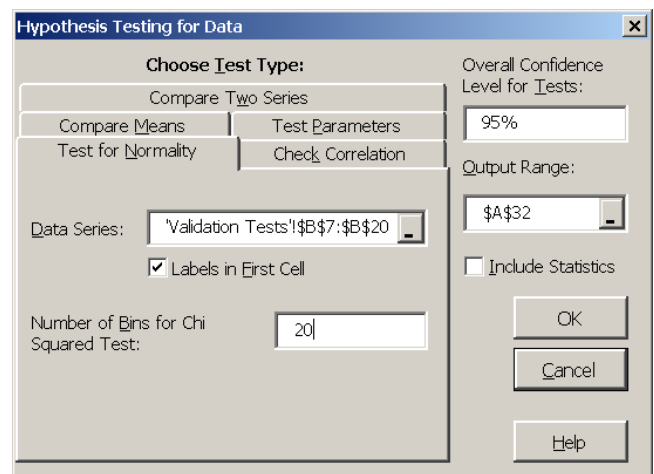 Hypothesis Testing for Data
Choose Test Type:
Compare Two Series
Compare Means
Test Parameters
Test for Normality
Check Correlation
Data Series:
'Validation Tests'!$B$7:$B$20
Labels in First Cell
Number of Bins for Chi
Squared Test:
20
Overall Confidence
Level for Tests:
95%
Output Range:
$A$32
Include Statistics
OK
Cancel
Help